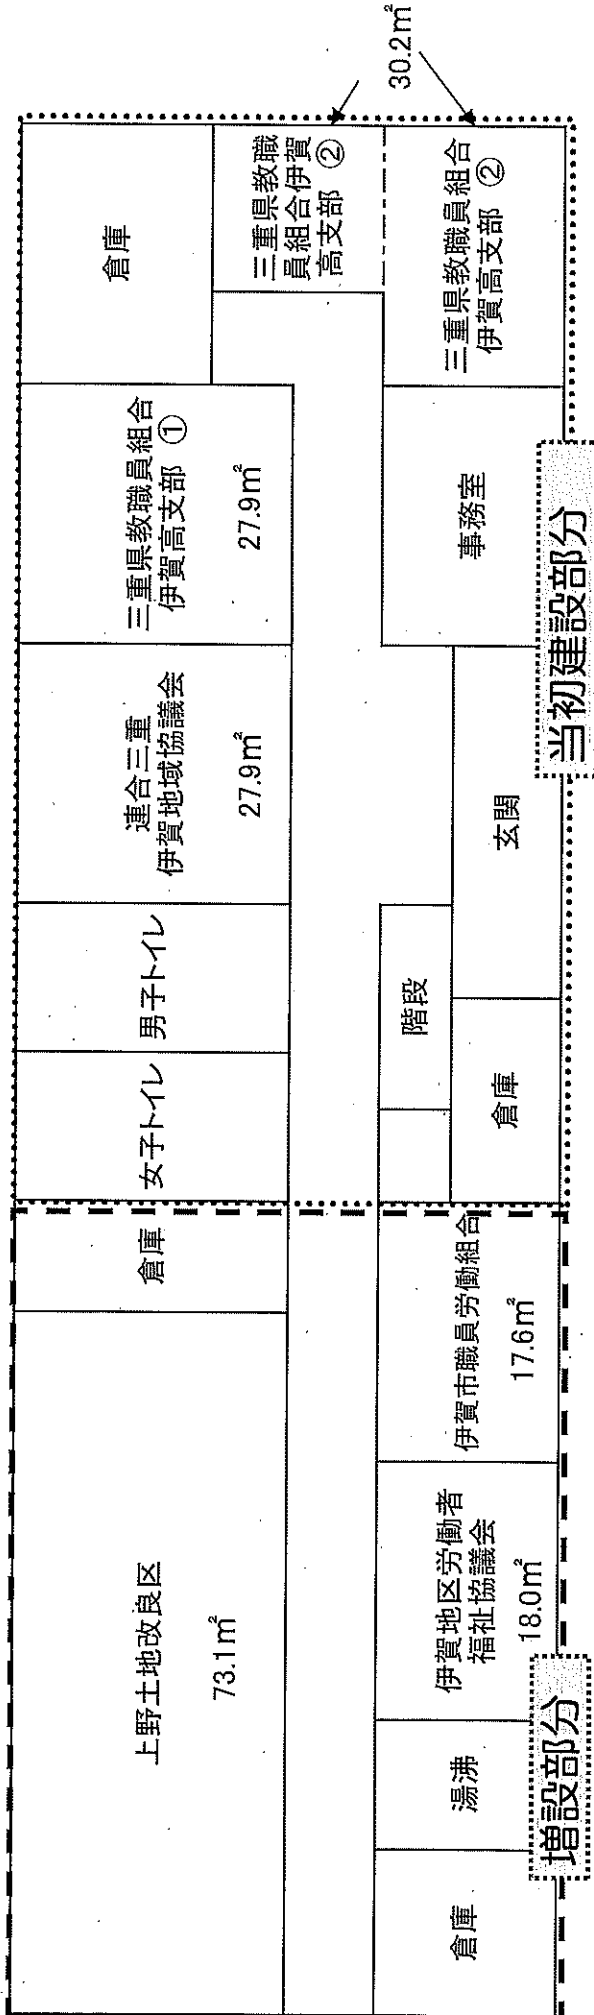 上野土地改良区
73.1㎡
倉庫
女子トイレ
男子トイレ
連合三重
伊賀地域協議会
27.9㎡
三重県教職員組合
伊賀高支部 ①
27.9㎡
倉庫
三重県教職
員組合伊賀
高支部 ②
30.2㎡
倉庫
湯沸
伊賀地区労働者
福祉協議会
18.0㎡
伊賀市職員労働組合
17.6㎡
階段
倉庫
玄関
事務室
三重県教職員組合
伊賀高支部 ②
増設部分
当初建設部分